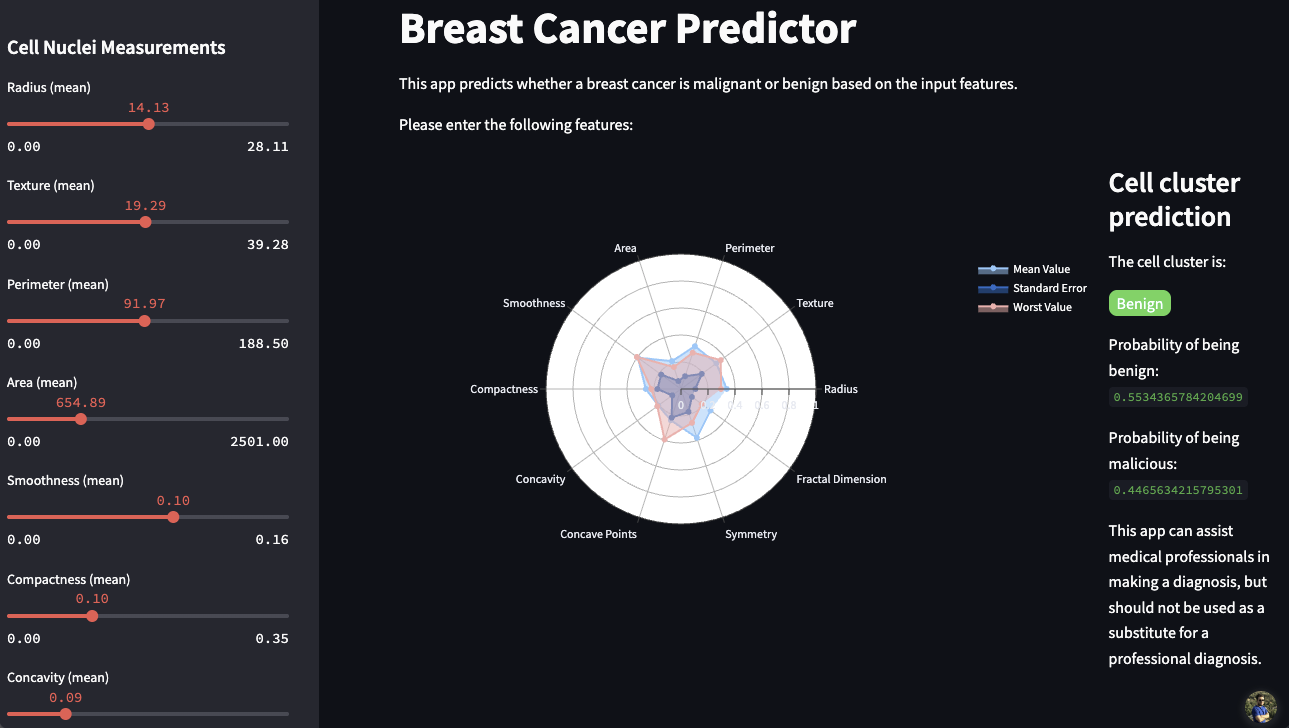 Cell Nuclei Measurements
Radius (mean)
14.13
0.00 28.11
Texture (mean)
19.29
0.00 39.28
Perimeter (mean)
91.97
0.00 188.50
Area (mean)
654.89
0.00 2501.00
Smoothness (mean)
0.10
0.00 0.16
Compactness (mean)
0.10
0.00 0.35
Concavity (mean)
0.09
Breast Cancer Predictor
This app predicts whether a breast cancer is malignant or benign based on the input features.
Please enter the following features:
Area Perimeter
Smoothness Texture
Compactness Radius
0 0.4 0.6 0.8 1
Concavity Fractal Dimension
Concave Points Symmetry
Mean Value
Standard Error
Worst Value
Cell cluster
prediction
The cell cluster is:
Benign
Probability of being
benign:
0.5534365784204699
Probability of being
malicious:
0.4465634215795301
This app can assist
medical professionals in
making a diagnosis, but
should not be used as a
substitute for a
professional diagnosis.